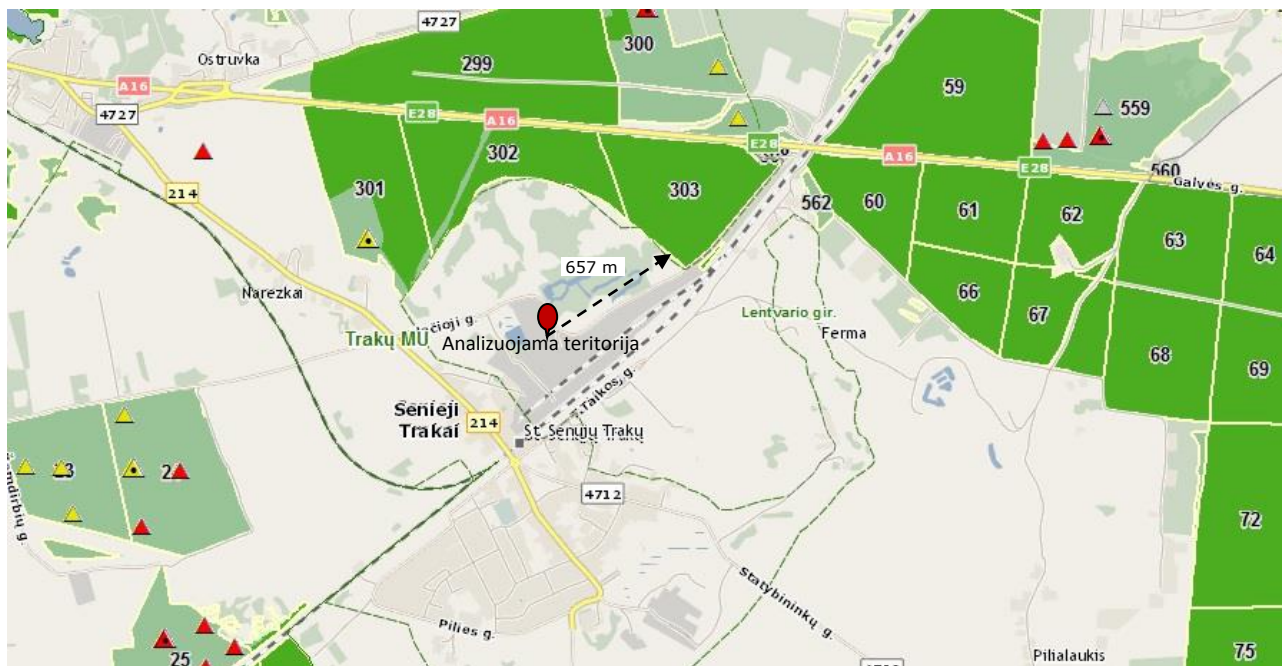 4727
300
Ostruvka
299
59
A16
559
4727
E28
A16
E28
A16
E28
560
302
Galvės g.
214
301
303
562
60
61
62
63
64
657 m
Narezkai
66
67
Lentvario gir.
Ferma
Trakų MU
Analizuojama teritorija
68
69
Taikos g.
Senieji
Trakai
214
St. Senųjų Trakų
23
4712
72
Statybininkų g.
Pilies g.
25
Pilialaukis
75